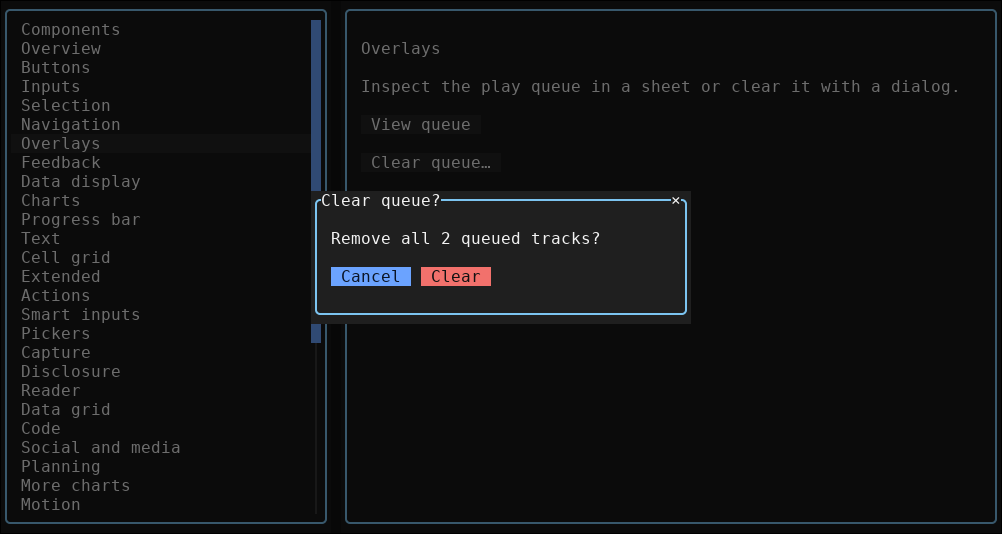 Components
Overview
Buttons
Inputs
Selection
Navigation
Overlays
Feedback
Data display
Charts
Progress bar
Text
Cell grid
Extended
Actions
Smart inputs
Pickers
Capture
Disclosure
Reader
Data grid
Code
Social and media
Planning
More charts
Motion
Overlays
Inspect the play queue in a sheet or clear it with a dialog.
View queue
Clear queue…
Clear queue? ×
Remove all 2 queued tracks?
Cancel Clear